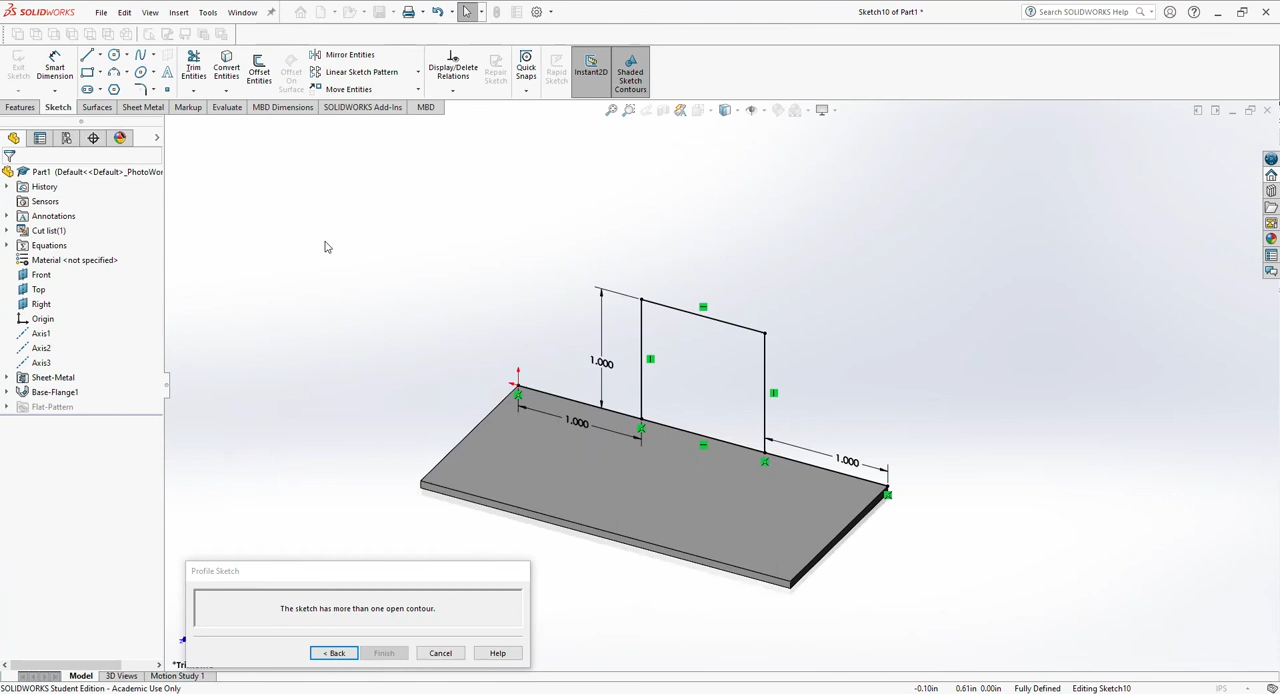 SOLIDWORKS File Edit View Insert Tools Window Sketch10 of Part1 * Search SOLIDWORKS Help
Exit Sketch Smart Dimension Trim Entities Convert Entities Offset Entities Offset On Surface Mirror Entities Linear Sketch Pattern Move Entities Display/Delete Relations Repair Sketch Quick Snaps Rapid Sketch Instant2D Shaded Sketch Contours
Features Sketch Surfaces Sheet Metal Markup Evaluate MBD Dimensions SOLIDWORKS Add-Ins MBD
Part1 (Default<<Default>_PhotoWor
History
Sensors
Annotations
Cut list(1)
Equations
Material <not specified>
Front
Top
Right
Origin
Axis1
Axis2
Axis3
Sheet-Metal
Base-Flange1
Flat-Pattern
1.000
1.000
1.000
Profile Sketch
The sketch has more than one open contour.
< Back Finish Cancel Help
Model 3D Views Motion Study 1
SOLIDWORKS Student Edition - Academic Use Only -0.10in 0.61in 0.00in Fully Defined Editing Sketch10 IPS